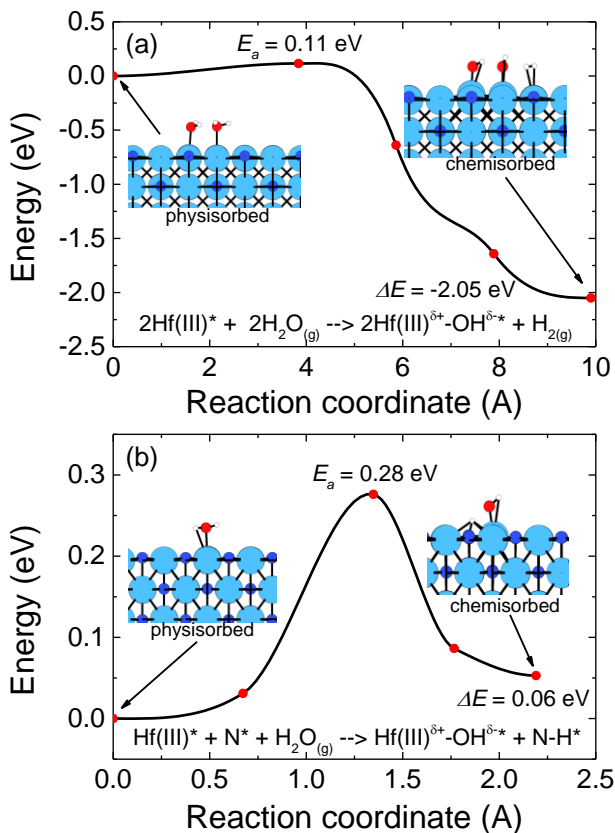 (a)
E_a = 0.11 eV
0.5
0.0
-0.5
-1.0
-1.5
-2.0
-2.5
Energy (eV)
physisorbed
chemisorbed
ΔE = -2.05 eV
2Hf(III)* + 2H₂O₍g₎ --> 2Hf(III)^δ+-OH^δ-* + H₂₍g₎
0 2 4 6 8 10
Reaction coordinate (A)
(b)
E_a = 0.28 eV
0.3
0.2
0.1
0.0
Energy (eV)
physisorbed
chemisorbed
ΔE = 0.06 eV
Hf(III)* + N* + H₂O₍g₎ --> Hf(III)^δ+-OH^δ-* + N-H*
0.0 0.5 1.0 1.5 2.0 2.5
Reaction coordinate (A)